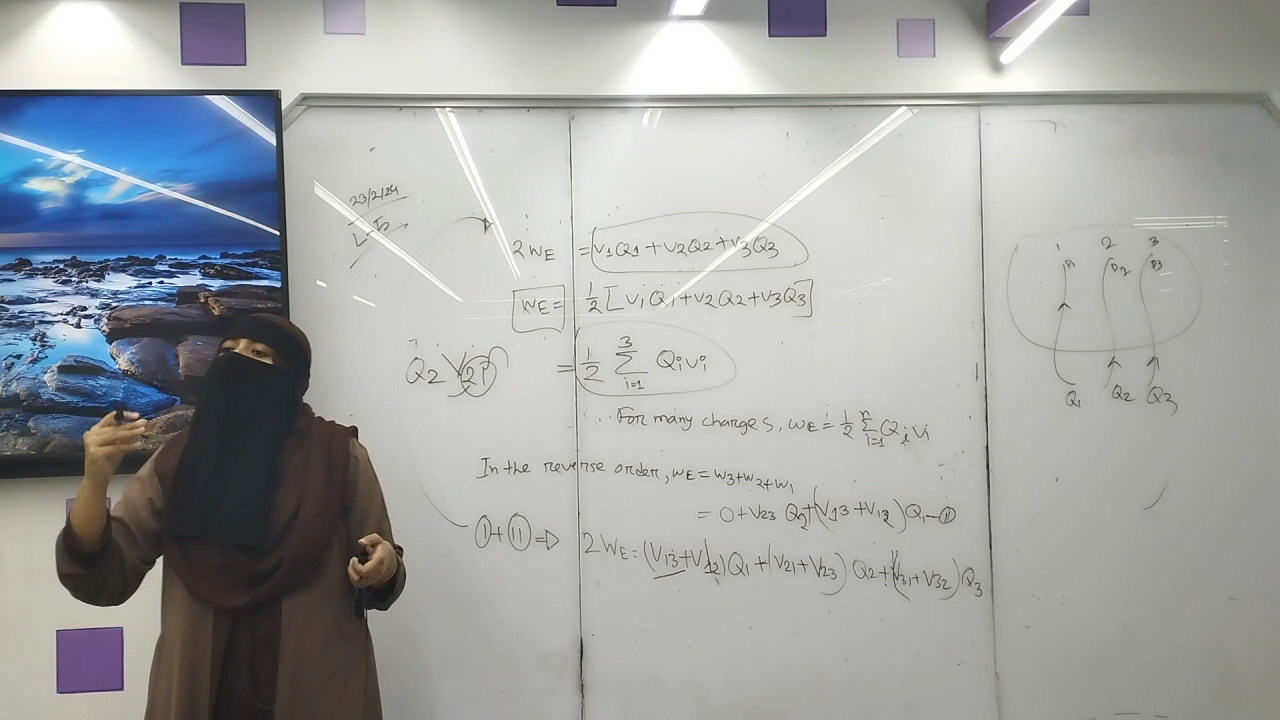 23/2/24
2WE = V1Q1 + V2Q2 + V3Q3
WE = 1/2 [V1Q1 + V2Q2 + V3Q3]
Q2 V21
= 1/2 3∑i=1 QiVi
For many charges, WE = 1/2 n∑i=1 QiVi
In the reverse order, WE = W3+W2+W1
= 0 + V23 Q2 + (V13 + V12) Q1 — II
I + II ⇒ 2WE = (V13 + V12) Q1 + (V21 + V23) Q2 + (V31 + V32) Q3
1 2 3
P1 P2 P3
Q1 Q2 Q3